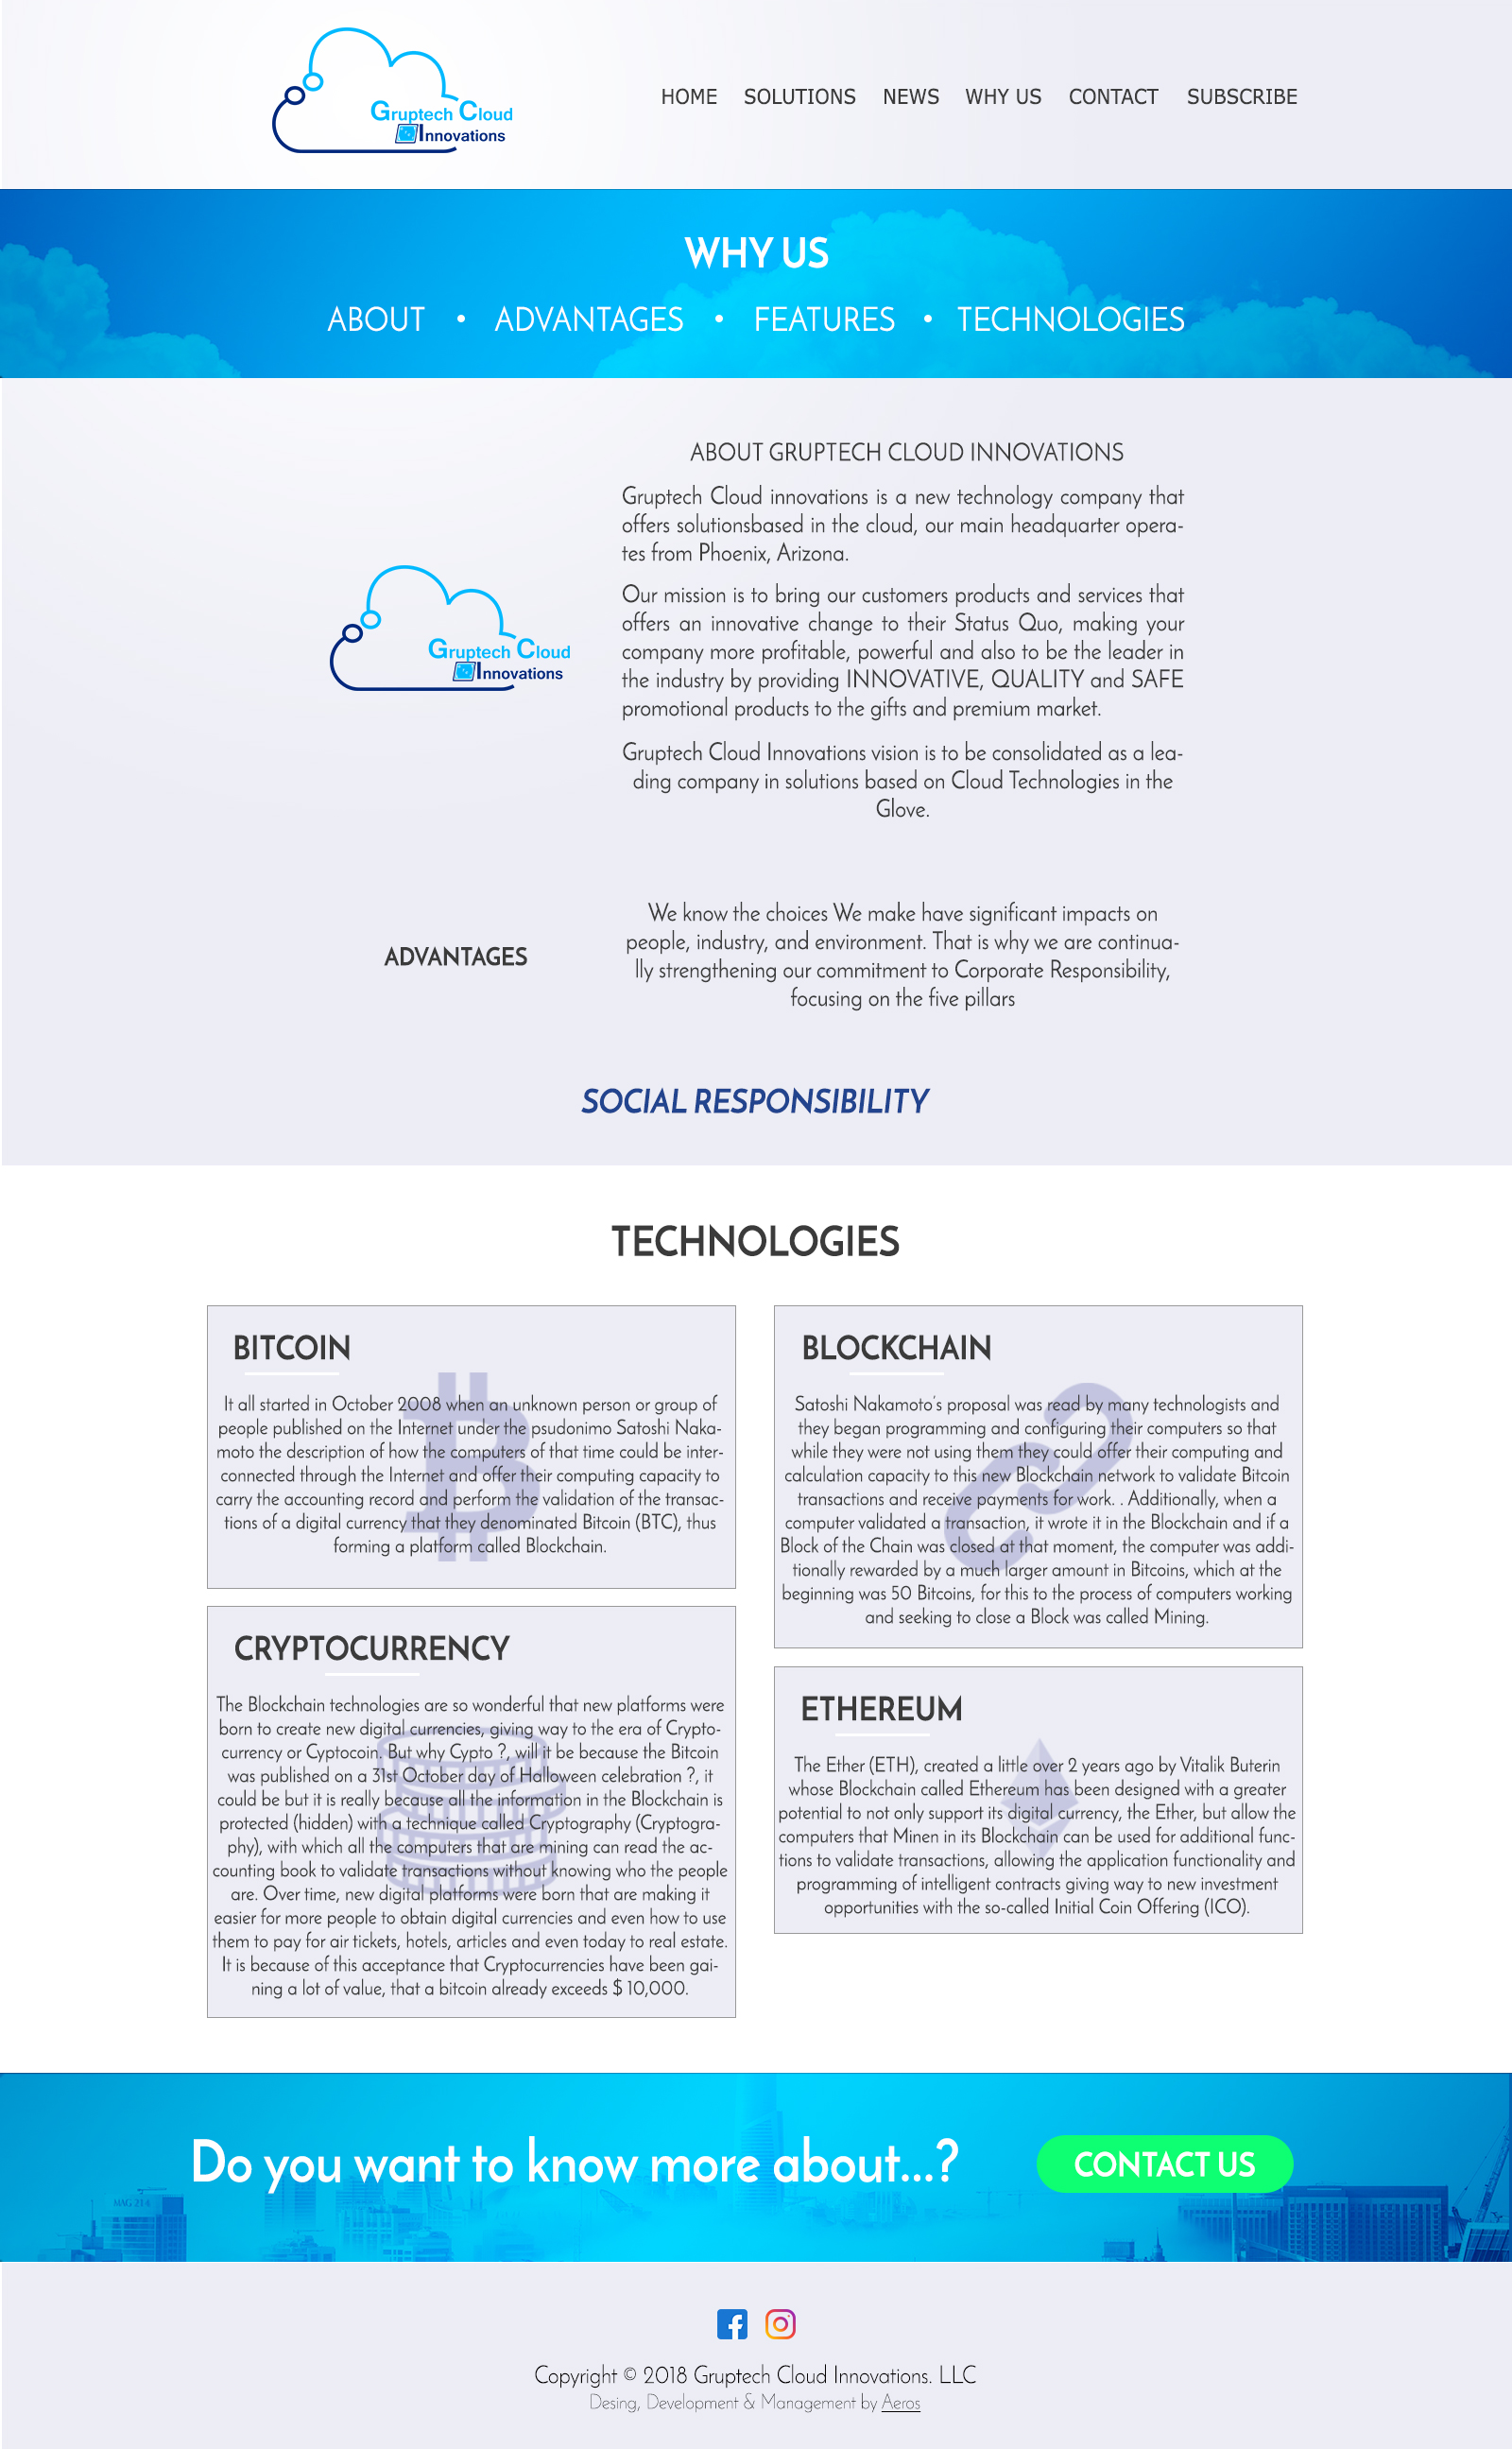 Gruptech Cloud
Innovations
HOME SOLUTIONS NEWS WHY US CONTACT SUBSCRIBE
WHY US
ABOUT • ADVANTAGES • FEATURES • TECHNOLOGIES
ABOUT GRUPTECH CLOUD INNOVATIONS
Gruptech Cloud innovations is a new technology company that
offers solutionsbased in the cloud, our main headquarter opera-
tes from Phoenix, Arizona.
Our mission is to bring our customers products and services that
offers an innovative change to their Status Quo, making your
company more profitable, powerful and also to be the leader in
the industry by providing INNOVATIVE, QUALITY and SAFE
promotional products to the gifts and premium market.
Gruptech Cloud
Innovations
Gruptech Cloud Innovations vision is to be consolidated as a lea-
ding company in solutions based on Cloud Technologies in the
Glove.
ADVANTAGES
We know the choices We make have significant impacts on
people, industry, and environment. That is why we are continua-
lly strengthening our commitment to Corporate Responsibility,
focusing on the five pillars
SOCIAL RESPONSIBILITY
TECHNOLOGIES
BITCOIN
It all started in October 2008 when an unknown person or group of
people published on the Internet under the psudonimo Satoshi Naka-
moto the description of how the computers of that time could be inter-
connected through the Internet and offer their computing capacity to
carry the accounting record and perform the validation of the transac-
tions of a digital currency that they denominated Bitcoin (BTC), thus
forming a platform called Blockchain.
BLOCKCHAIN
Satoshi Nakamoto's proposal was read by many technologists and
they began programming and configuring their computers so that
while they were not using them they could offer their computing and
calculation capacity to this new Blockchain network to validate Bitcoin
transactions and receive payments for work. . Additionally, when a
computer validated a transaction, it wrote it in the Blockchain and if a
Block of the Chain was closed at that moment, the computer was addi-
tionally rewarded by a much larger amount in Bitcoins, which at the
beginning was 50 Bitcoins, for this to the process of computers working
and seeking to close a Block was called Mining.
CRYPTOCURRENCY
The Blockchain technologies are so wonderful that new platforms were
born to create new digital currencies, giving way to the era of Crypto-
currency or Cyptocoin. But why Cypto ?, will it be because the Bitcoin
was published on a 31st October day of Halloween celebration ?, it
could be but it is really because all the information in the Blockchain is
protected (hidden) with a technique called Cryptography (Cryptogra-
phy), with which all the computers that are mining can read the ac-
counting book to validate transactions without knowing who the people
are. Over time, new digital platforms were born that are making it
easier for more people to obtain digital currencies and even how to use
them to pay for air tickets, hotels, articles and even today to real estate.
It is because of this acceptance that Cryptocurrencies have been gai-
ning a lot of value, that a bitcoin already exceeds $ 10,000.
ETHEREUM
The Ether (ETH), created a little over 2 years ago by Vitalik Buterin
whose Blockchain called Ethereum has been designed with a greater
potential to not only support its digital currency, the Ether, but allow the
computers that Minen in its Blockchain can be used for additional func-
tions to validate transactions, allowing the application functionality and
programming of intelligent contracts giving way to new investment
opportunities with the so-called Initial Coin Offering (ICO).
Do you want to know more about...?
CONTACT US
MAG 214
Copyright © 2018 Gruptech Cloud Innovations. LLC
Desing, Development & Management by Aeros